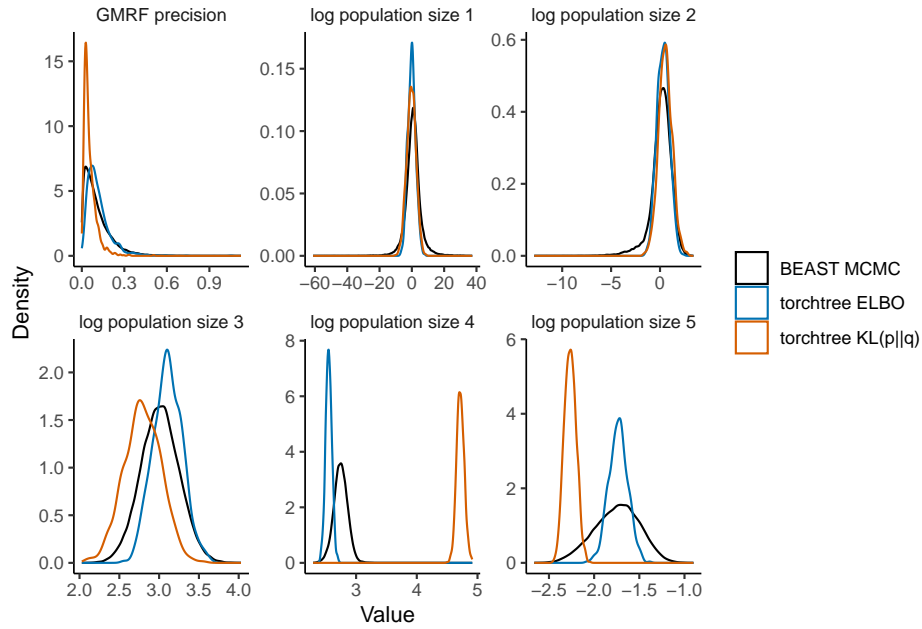 GMRF precision
log population size 1
log population size 2
15
10
5
0
0.0 0.3 0.6 0.9
0.15
0.10
0.05
0.00
−60 −40 −20 0 20 40
0.6
0.4
0.2
0.0
−10 −5 0
Density
log population size 3
log population size 4
log population size 5
2.0
1.5
1.0
0.5
0.0
2.0 2.5 3.0 3.5 4.0
8
6
4
2
0
3 4 5
6
4
2
0
−2.5 −2.0 −1.5 −1.0
Value
BEAST MCMC
torchtree ELBO
torchtree KL(p||q)